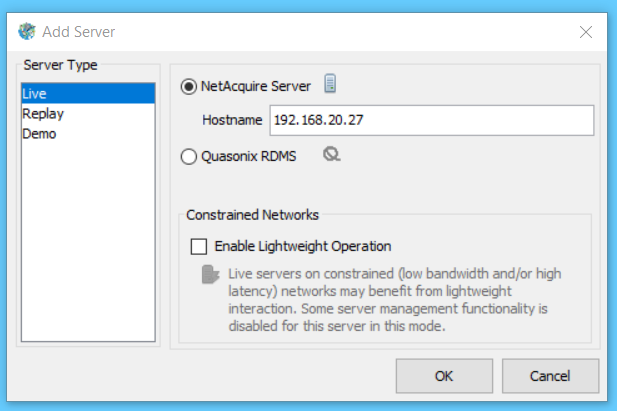 Add Server
Server Type
Live
Replay
Demo
NetAcquire Server
Hostname 192.168.20.27
Quasonix RDMS
Constrained Networks
Enable Lightweight Operation
Live servers on constrained (low bandwidth and/or high
latency) networks may benefit from lightweight
interaction. Some server management functionality is
disabled for this server in this mode.
OK Cancel